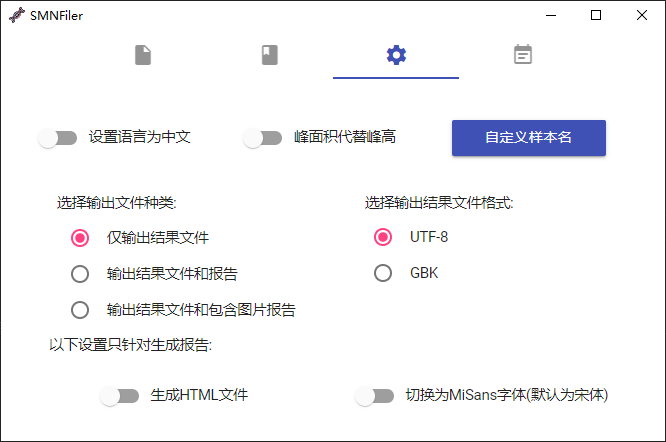 SMNFiler
设置语言为中文 峰面积代替峰高 自定义样本名
选择输出文件种类: 选择输出结果文件格式:
仅输出结果文件 UTF-8
输出结果文件和报告 GBK
输出结果文件和包含图片报告
以下设置只针对生成报告:
生成HTML文件 切换为MiSans字体(默认为宋体)